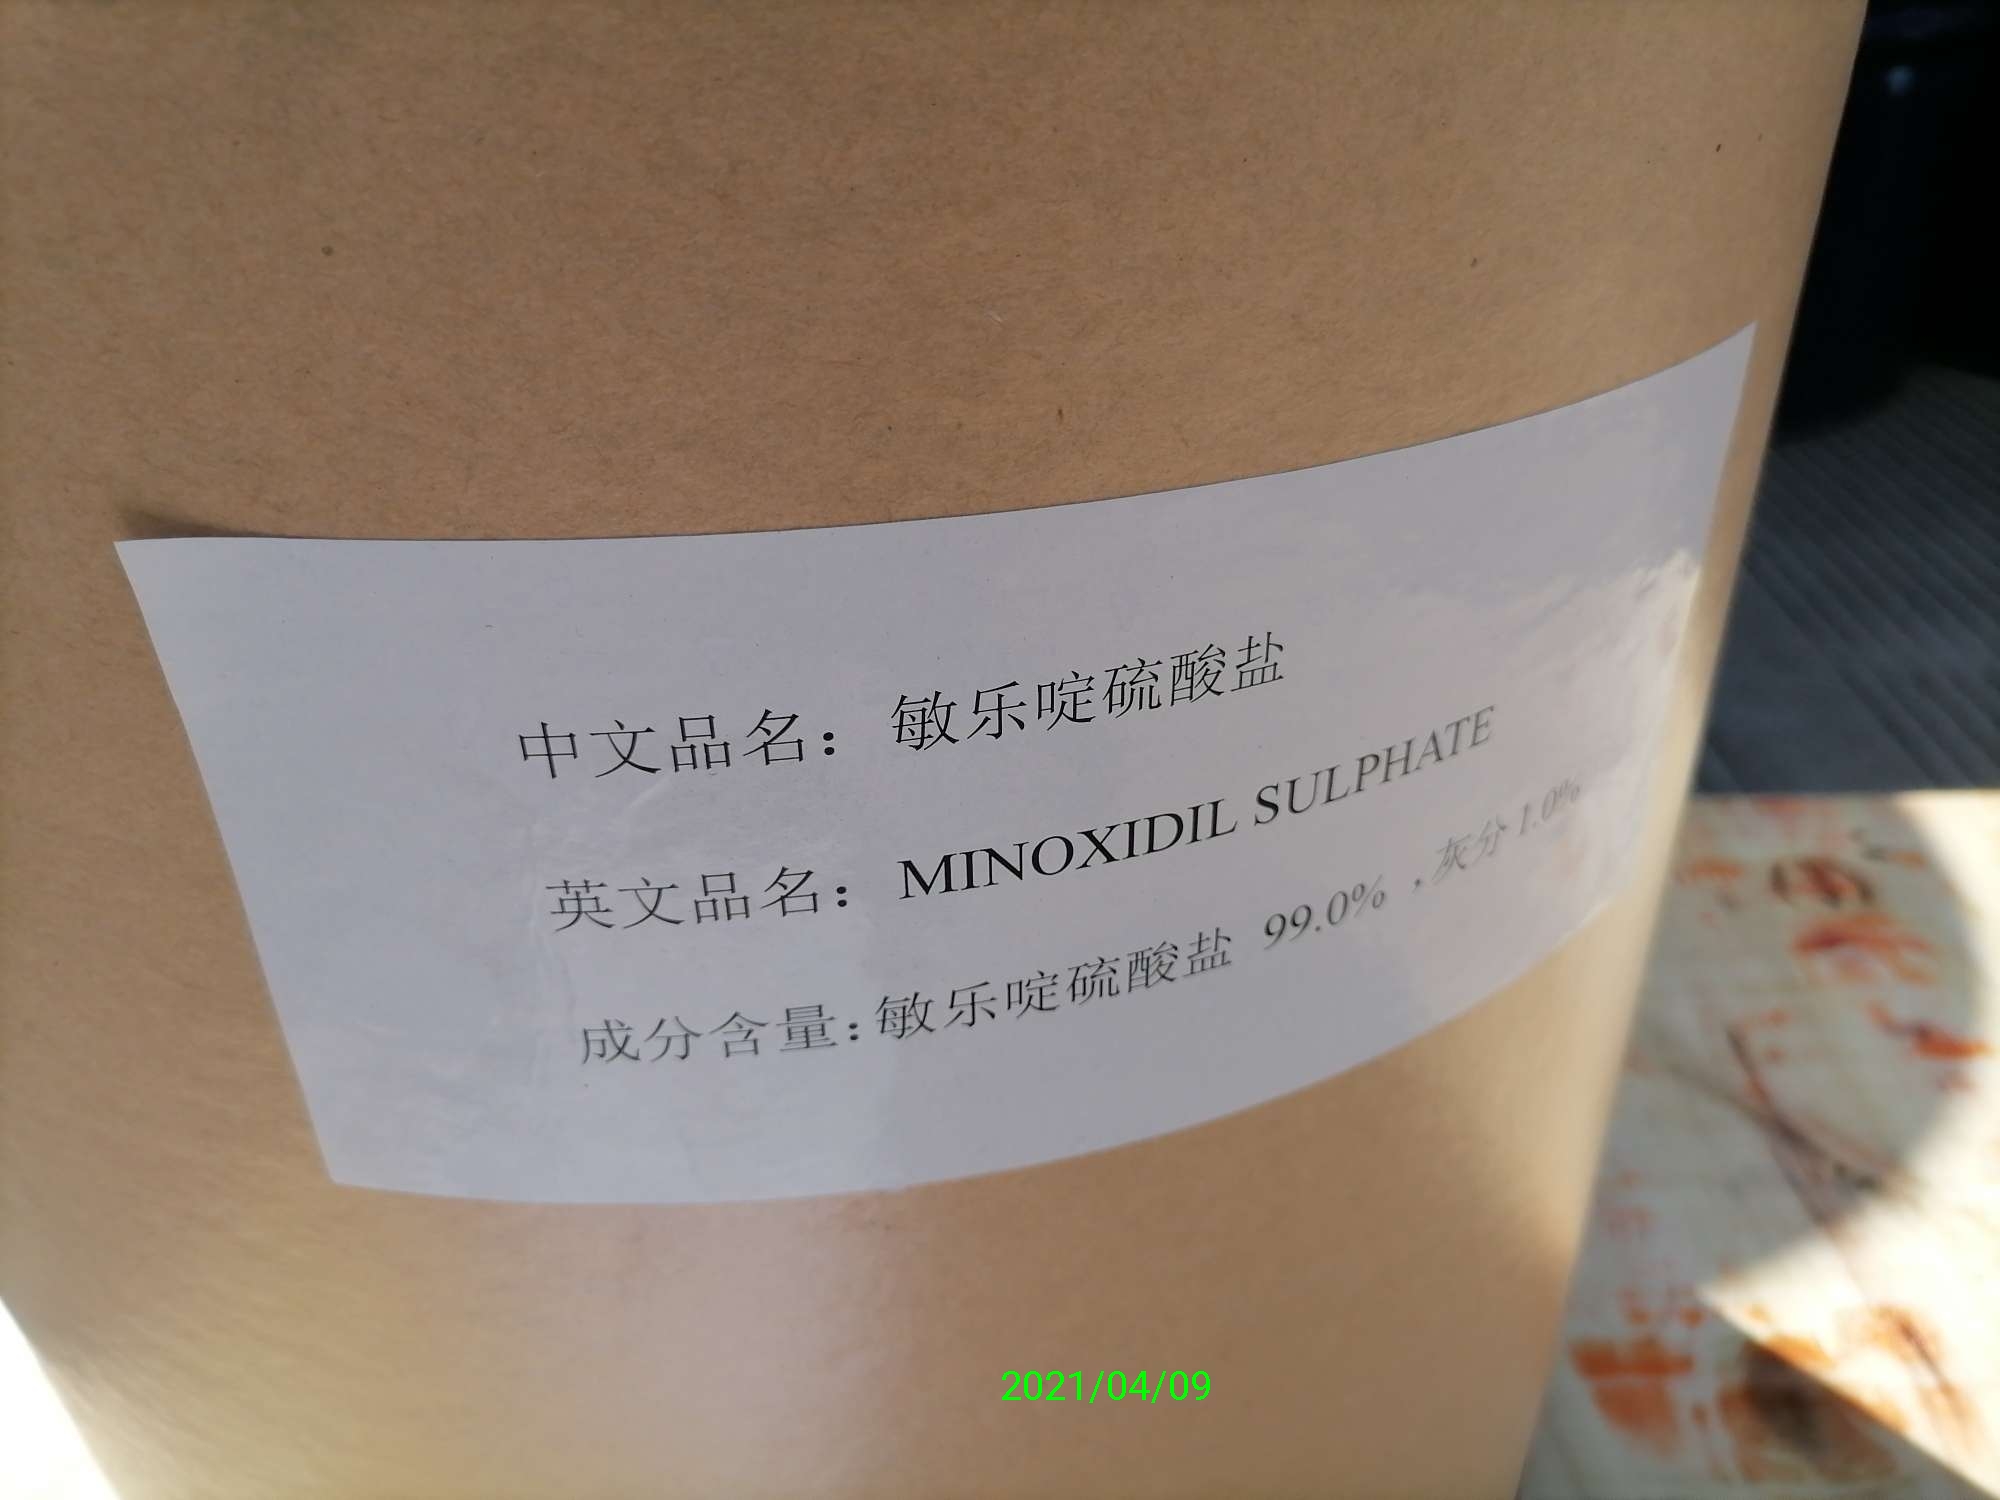 中文品名：敏乐啶硫酸盐
英文品名：MINOXIDIL SULPHATE
成分含量:敏乐啶硫酸盐 99.0% ,灰分 1.0%
2021/04/09